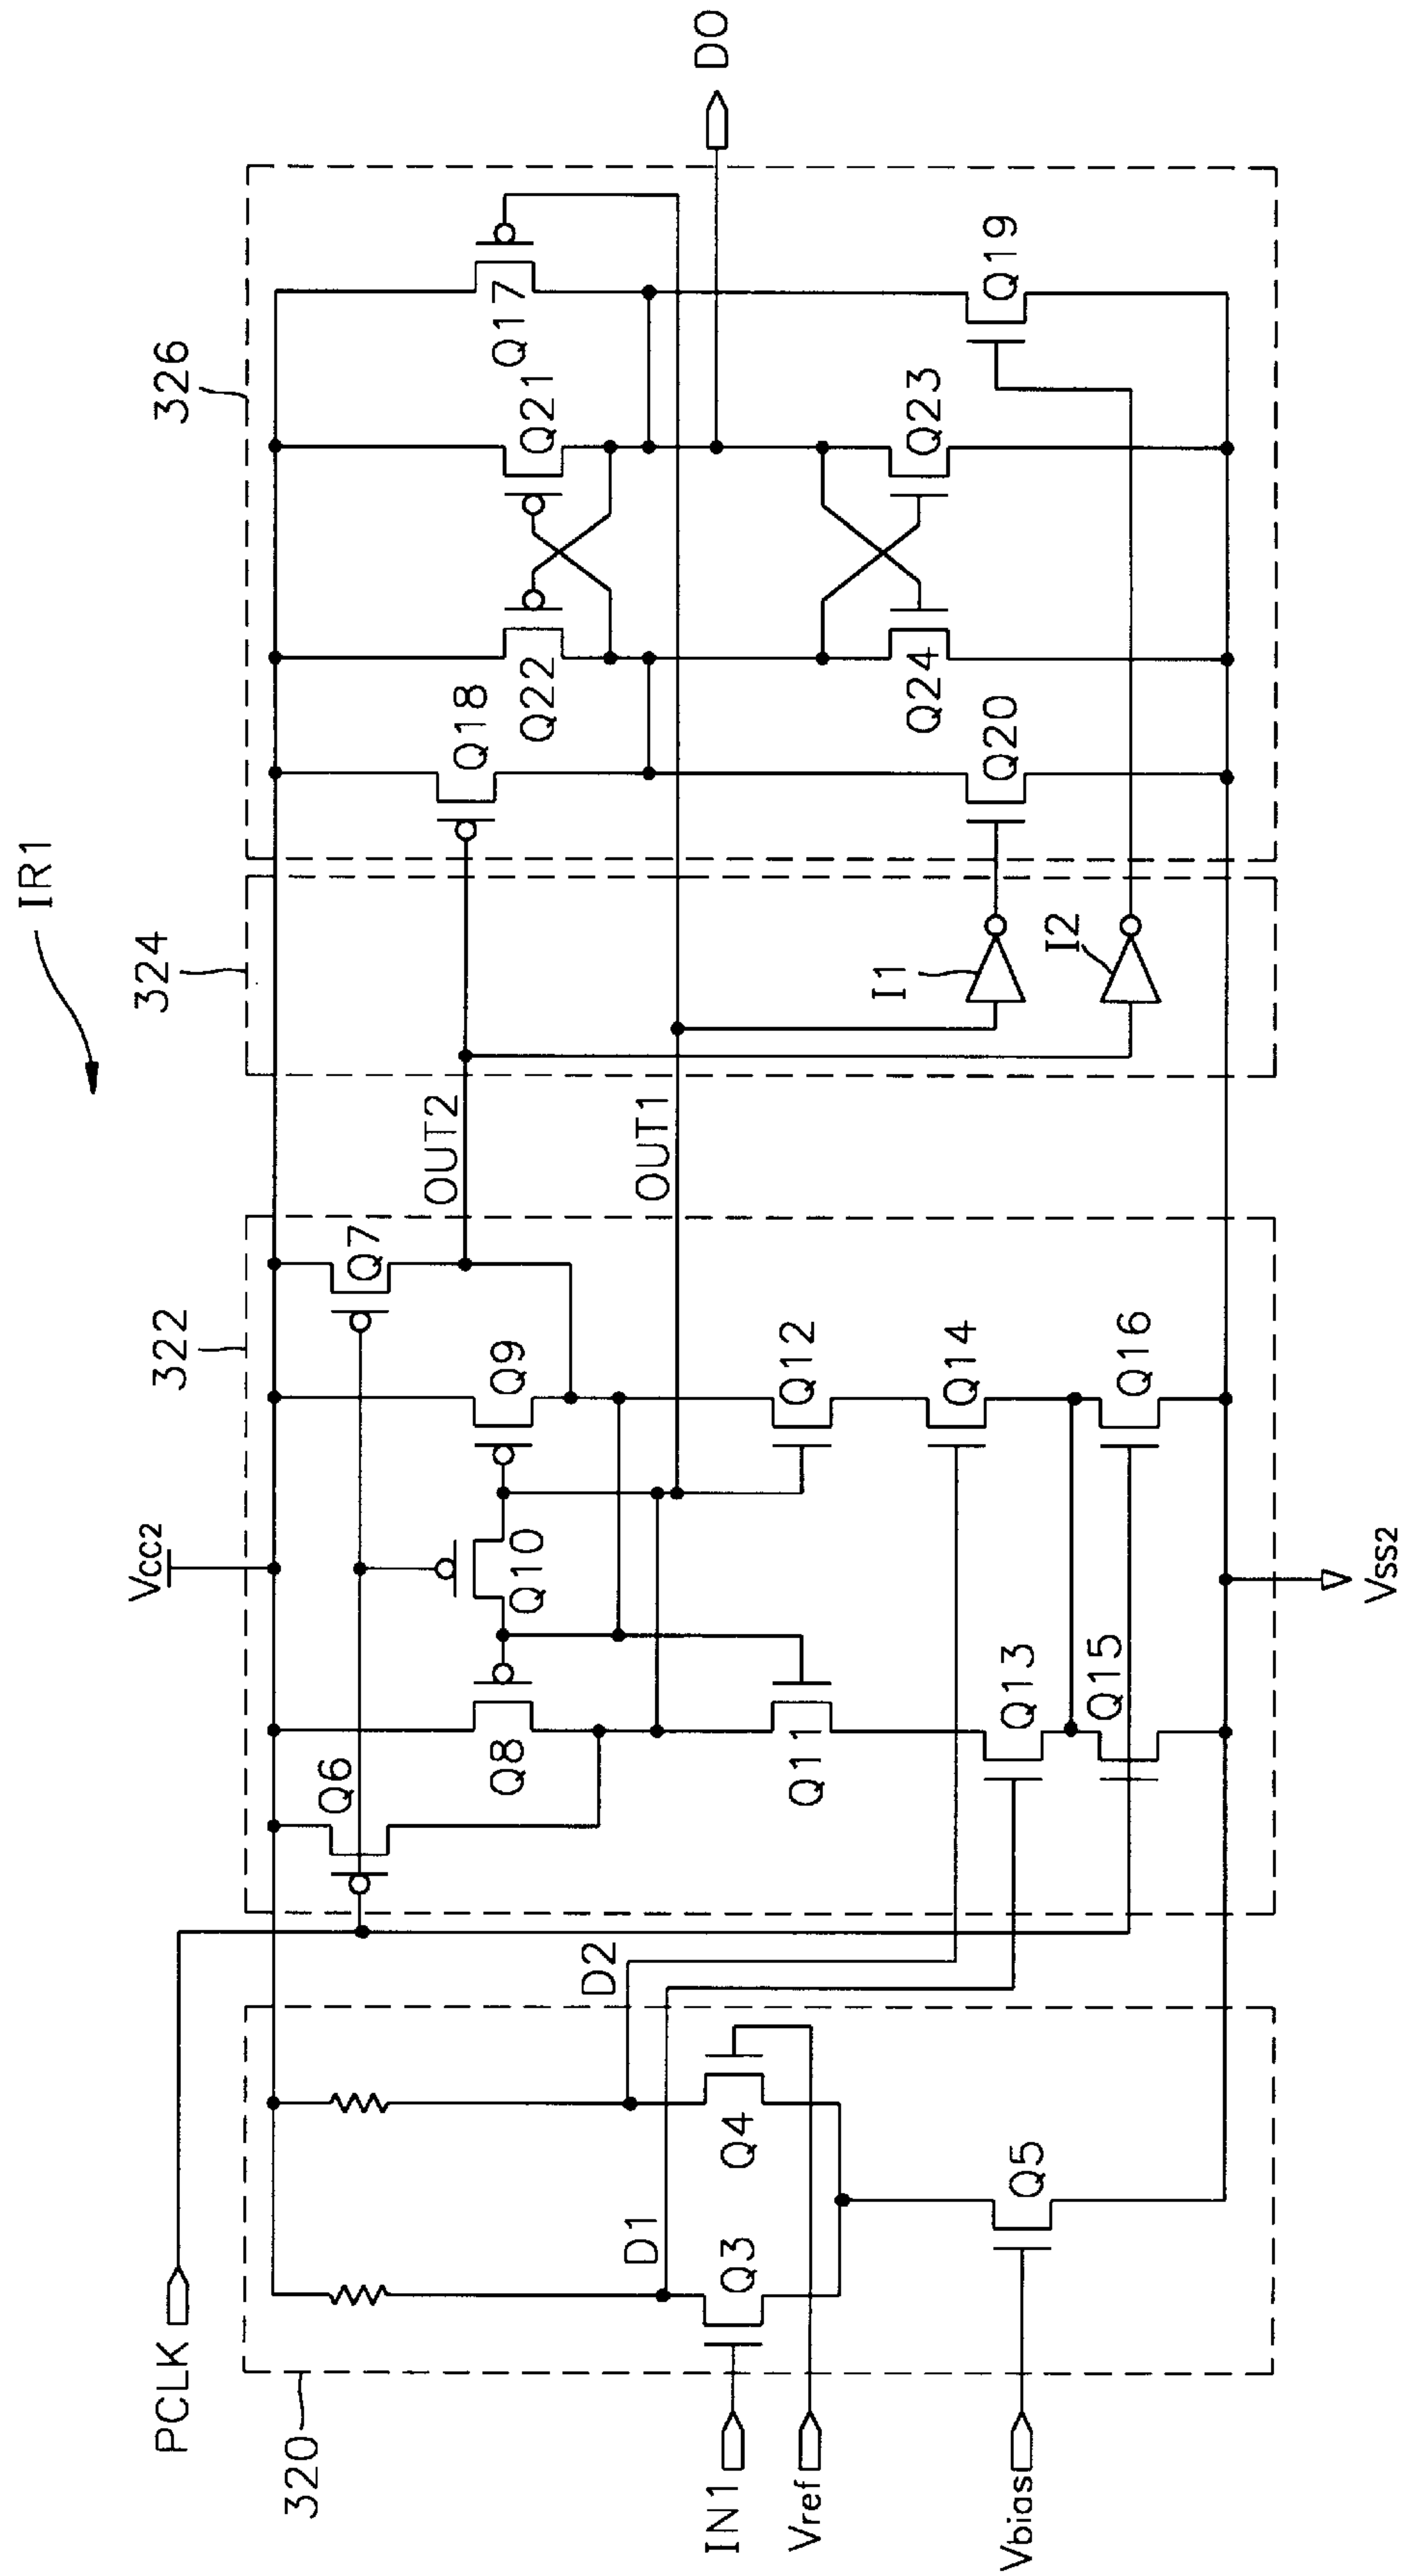 IR1
320
322
324
326
PCLK
Vcc2
Q6
Q7
Q8
Q9
Q10
OUT2
OUT1
Q18
Q22
Q21
Q17
DO
D1
D2
IN1
Vref
Vbias
Q3
Q4
Q5
Q11
Q12
Q13
Q14
Q15
Q16
I1
I2
Q20
Q24
Q23
Q19
Vss2